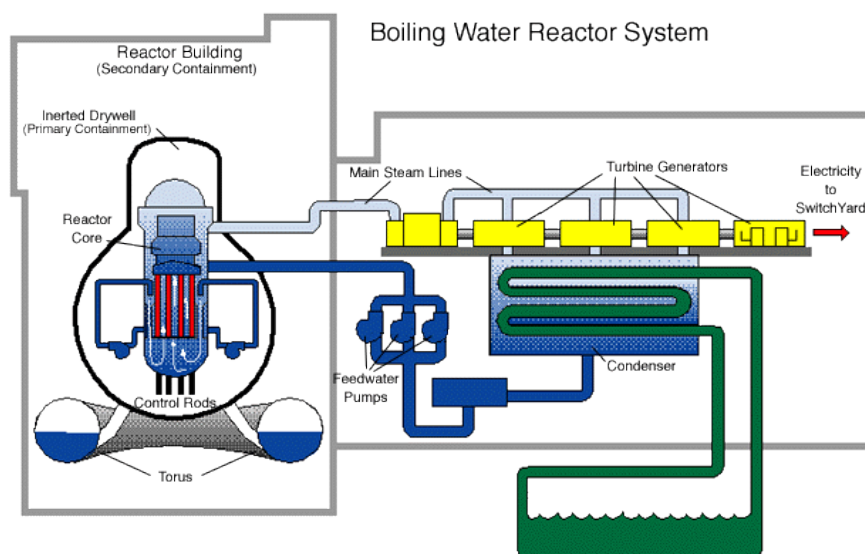 Boiling Water Reactor System
Reactor Building
(Secondary Containment)
Inerted Drywell
(Primary Containment)
Main Steam Lines
Turbine Generators
Electricity
to
SwitchYard
Reactor
Core
Feedwater
Pumps
Condenser
Control Rods
Torus